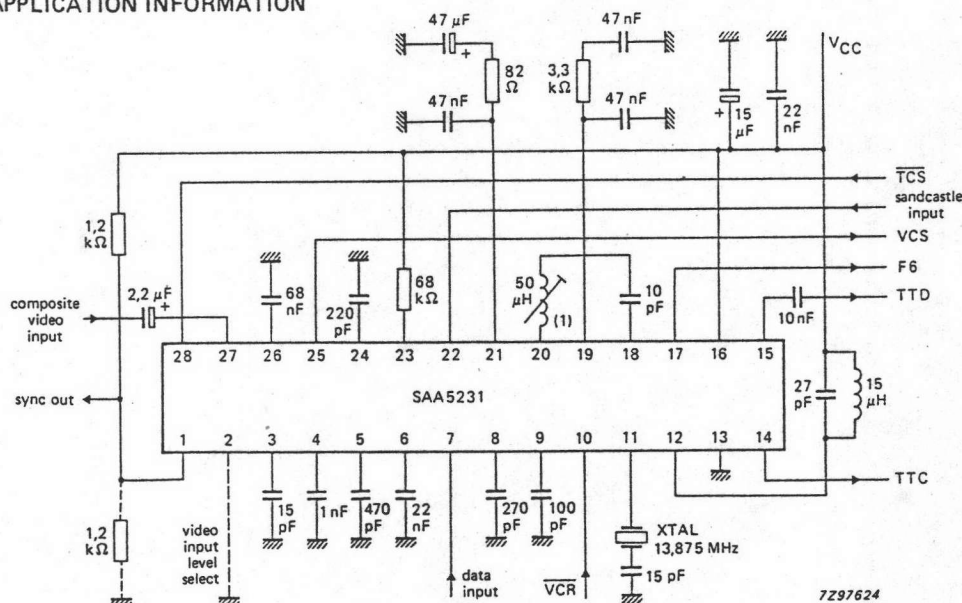 APPLICATION INFORMATION
47 µF
+
47 nF
82 Ω
47 nF
3,3 kΩ
47 nF
+
15 µF
22 nF
VCC
47 nF
TCS
sandcastle input
VCS
F6
TTD
10 nF
1,2 kΩ
composite video input
2,2 µF
+
68 nF
220 pF
68 kΩ
50 µH
(1)
10 pF
28 27 26 25 24 23 22 21 20 19 18 17 16 15
sync out
SAA5231
27 pF
15 µH
1 2 3 4 5 6 7 8 9 10 11 12 13 14
TTC
1,2 kΩ
video input level select
15 pF
1 nF
470 pF
22 nF
data input
270 pF
100 pF
VCR
XTAL
13,875 MHz
15 pF
7Z97624